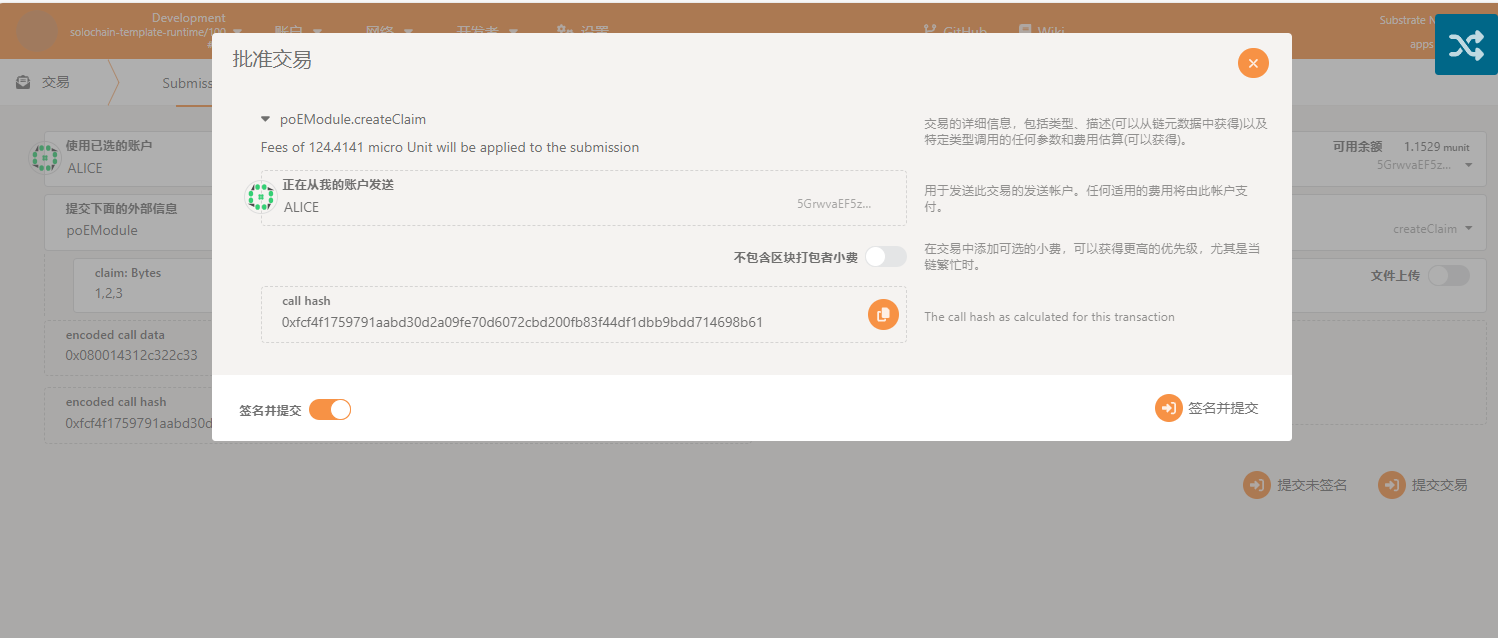 Development
solochain-template-runtime/100
账户
网络
开发者
设置
GitHub
Wiki
Substrate N
apps
批准交易
交易
Submiss
poEModule.createClaim
Fees of 124.4141 micro Unit will be applied to the submission
交易的详细信息，包括类型、描述(可以从链元数据中获得)以及
特定类型调用的任何参数和费用估算(可以获得)。
使用已选的账户
ALICE
可用余额 1.1529 munit
5GrwvaEF5z...
正在从我的账户发送
ALICE
5GrwvaEF5z...
用于发送此交易的发送帐户。任何适用的费用将由此帐户支
付。
提交下面的外部信息
poEModule
createClaim
不包含区块打包者小费
在交易中添加可选的小费，可以获得更高的优先级，尤其是当
链繁忙时。
claim: Bytes
1,2,3
文件上传
call hash
0xfcf4f1759791aabd30d2a09fe70d6072cbd200fb83f44df1dbb9bdd714698b61
The call hash as calculated for this transaction
encoded call data
0x080014312c322c33
encoded call hash
0xfcf4f1759791aabd30d
签名并提交
签名并提交
提交未签名
提交交易